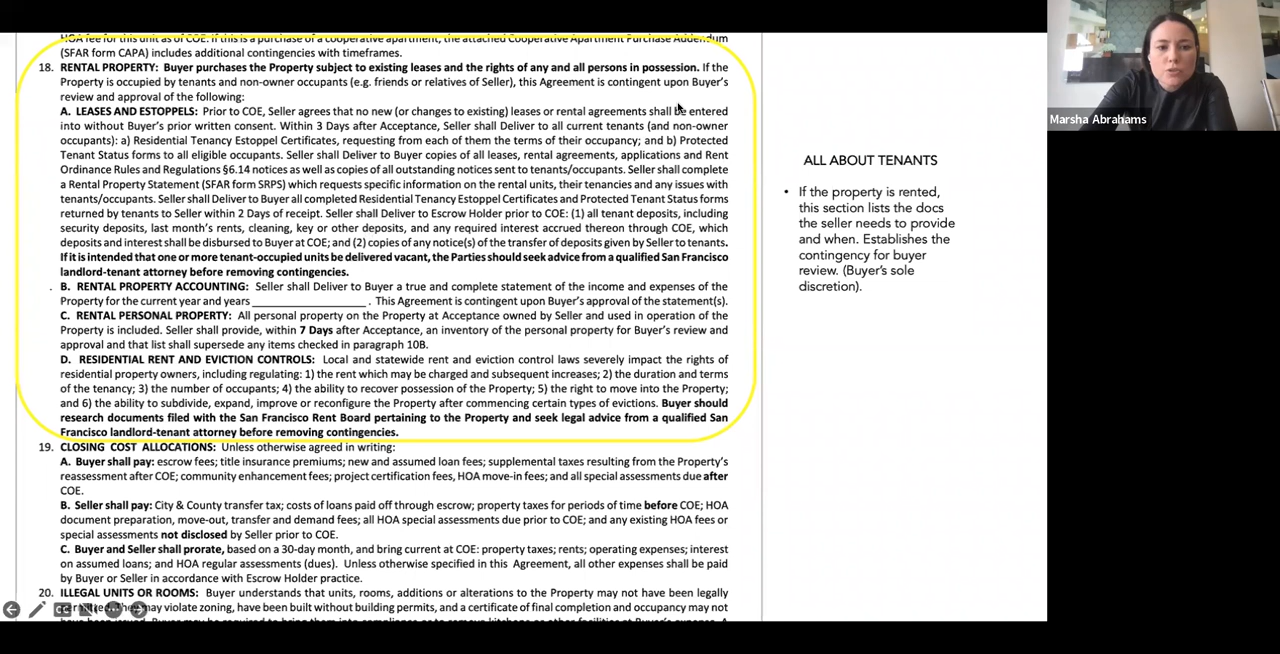 HOA fee for this unit as of COE. If this is a purchase of a cooperative apartment, the attached Cooperative Apartment Purchase Addendum
(SFAR form CAPA) includes additional contingencies with timeframes.
18. RENTAL PROPERTY: Buyer purchases the Property subject to existing leases and the rights of any and all persons in possession. If the
Property is occupied by tenants and non-owner occupants (e.g. friends or relatives of Seller), this Agreement is contingent upon Buyer's
review and approval of the following:
A. LEASES AND ESTOPPELS: Prior to COE, Seller agrees that no new (or changes to existing) leases or rental agreements shall be entered
into without Buyer's prior written consent. Within 3 Days after Acceptance, Seller shall Deliver to all current tenants (and non-owner
occupants): a) Residential Tenancy Estoppel Certificates, requesting from each of them the terms of their occupancy; and b) Protected
Tenant Status forms to all eligible occupants. Seller shall Deliver to Buyer copies of all leases, rental agreements, applications and Rent
Ordinance Rules and Regulations §6.14 notices as well as copies of all outstanding notices sent to tenants/occupants. Seller shall complete
a Rental Property Statement (SFAR form SRPS) which requests specific information on the rental units, their tenancies and any issues with
tenants/occupants. Seller shall Deliver to Buyer all completed Residential Tenancy Estoppel Certificates and Protected Tenant Status forms
returned by tenants to Seller within 2 Days of receipt. Seller shall Deliver to Escrow Holder prior to COE: (1) all tenant deposits, including
security deposits, last month's rents, cleaning, key or other deposits, and any required interest accrued thereon through COE, which
deposits and interest shall be disbursed to Buyer at COE; and (2) copies of any notice(s) of the transfer of deposits given by Seller to tenants.
If it is intended that one or more tenant-occupied units be delivered vacant, the Parties should seek advice from a qualified San Francisco
landlord-tenant attorney before removing contingencies.
. B. RENTAL PROPERTY ACCOUNTING: Seller shall Deliver to Buyer a true and complete statement of the income and expenses of the
Property for the current year and years ____________________ . This Agreement is contingent upon Buyer's approval of the statement(s).
C. RENTAL PERSONAL PROPERTY: All personal property on the Property at Acceptance owned by Seller and used in operation of the
Property is included. Seller shall provide, within 7 Days after Acceptance, an inventory of the personal property for Buyer's review and
approval and that list shall supersede any items checked in paragraph 10B.
D. RESIDENTIAL RENT AND EVICTION CONTROLS: Local and statewide rent and eviction control laws severely impact the rights of
residential property owners, including regulating: 1) the rent which may be charged and subsequent increases; 2) the duration and terms
of the tenancy; 3) the number of occupants; 4) the ability to recover possession of the Property; 5) the right to move into the Property;
and 6) the ability to subdivide, expand, improve or reconfigure the Property after commencing certain types of evictions. Buyer should
research documents filed with the San Francisco Rent Board pertaining to the Property and seek legal advice from a qualified San
Francisco landlord-tenant attorney before removing contingencies.
19. CLOSING COST ALLOCATIONS: Unless otherwise agreed in writing:
A. Buyer shall pay: escrow fees; title insurance premiums; new and assumed loan fees; supplemental taxes resulting from the Property's
reassessment after COE; community enhancement fees; project certification fees, HOA move-in fees; and all special assessments due after
COE.
B. Seller shall pay: City & County transfer tax; costs of loans paid off through escrow; property taxes for periods of time before COE; HOA
document preparation, move-out, transfer and demand fees; all HOA special assessments due prior to COE; and any existing HOA fees or
special assessments not disclosed by Seller prior to COE.
C. Buyer and Seller shall prorate, based on a 30-day month, and bring current at COE: property taxes; rents; operating expenses; interest
on assumed loans; and HOA regular assessments (dues). Unless otherwise specified in this Agreement, all other expenses shall be paid
by Buyer or Seller in accordance with Escrow Holder practice.
20. ILLEGAL UNITS OR ROOMS: Buyer understands that units, rooms, additions or alterations to the Property may not have been legally
may violate zoning, have been built without building permits, and a certificate of final completion and occupancy may not
ALL ABOUT TENANTS
• If the property is rented,
this section lists the docs
the seller needs to provide
and when. Establishes the
contingency for buyer
review. (Buyer's sole
discretion).
Marsha Abrahams